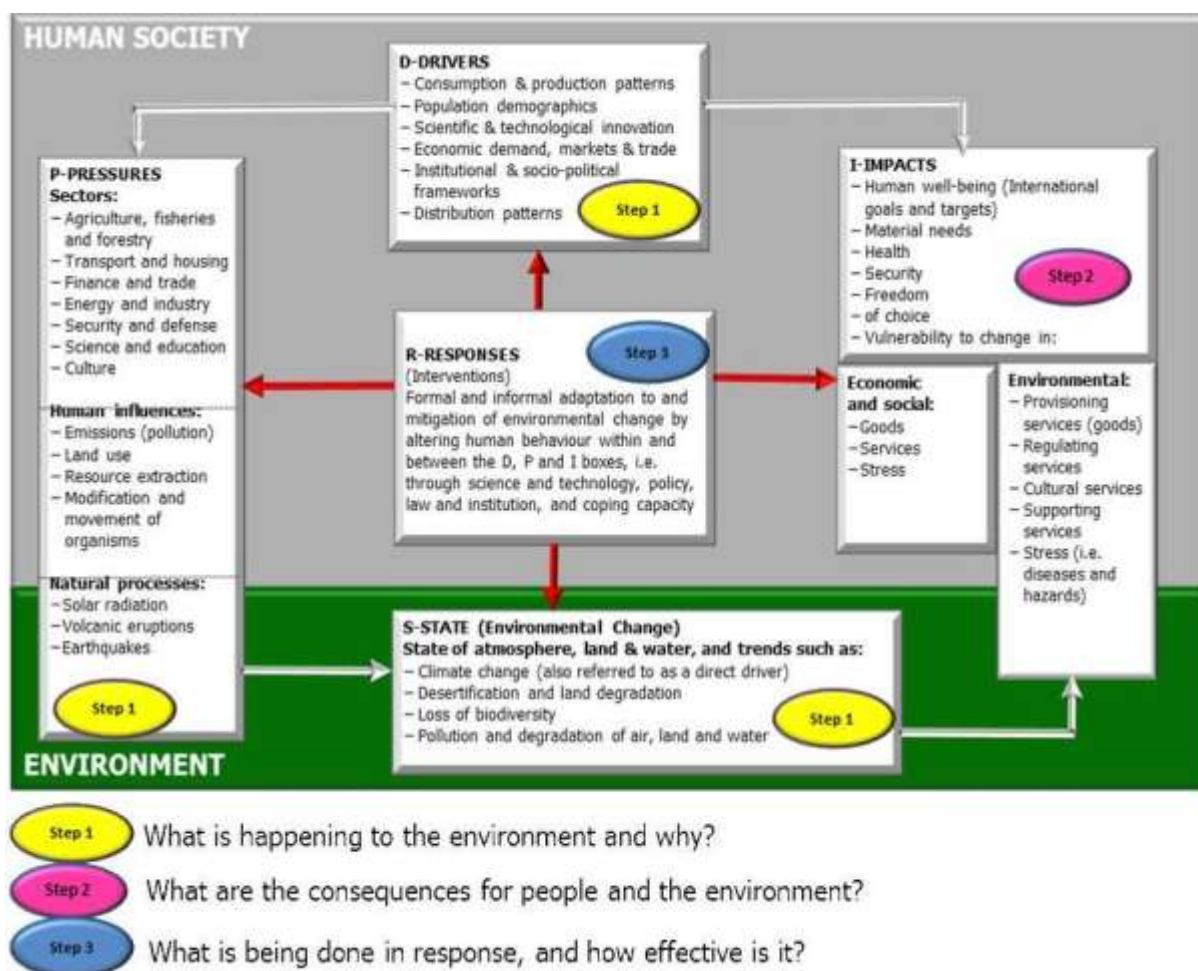 HUMAN SOCIETY
D-DRIVERS
– Consumption & production patterns
– Population demographics
– Scientific & technological innovation
– Economic demand, markets & trade
– Institutional & socio-political
frameworks
– Distribution patterns
Step 1
P-PRESSURES
Sectors:
– Agriculture, fisheries
and forestry
– Transport and housing
– Finance and trade
– Energy and industry
– Security and defense
– Science and education
– Culture
Human influences:
– Emissions (pollution)
– Land use
– Resource extraction
– Modification and
movement of
organisms
Natural processes:
– Solar radiation
– Volcanic eruptions
– Earthquakes
Step 1
I-IMPACTS
– Human well-being (International
goals and targets)
– Material needs
– Health
– Security
– Freedom
– of choice
– Vulnerability to change in:
Step 2
Economic
and social:
– Goods
– Services
– Stress
Environmental:
– Provisioning
services (goods)
– Regulating
services
– Cultural services
– Supporting
services
– Stress (i.e.
diseases and
hazards)
Step 3
R-RESPONSES
(Interventions)
Formal and informal adaptation to and
mitigation of environmental change by
altering human behaviour within and
between the D, P and I boxes, i.e.
through science and technology, policy,
law and institution, and coping capacity
S-STATE (Environmental Change)
State of atmosphere, land & water, and trends such as:
– Climate change (also referred to as a direct driver)
– Desertification and land degradation
– Loss of biodiversity
– Pollution and degradation of air, land and water
Step 1
ENVIRONMENT
Step 1 What is happening to the environment and why?
Step 2 What are the consequences for people and the environment?
Step 3 What is being done in response, and how effective is it?